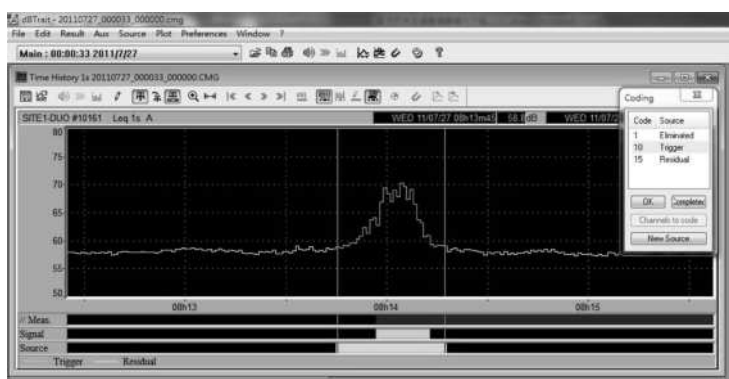 dBTrait - 20110727_000033_000000.cmg
File Edit Result Aux Source Plot Preferences Window ?
Main : 00:00:33 2011/7/27
Time History 1s 20110727_000033_000000.CMG
SITE1-DUO #10161 Leq 1s A WED 11/07/27 08h13m45 58.1 dB WED 11/07/2
80
75
70
65
60
55
50
08h13 08h14 08h15
Meas.
Signal
Source
Trigger Residual
Coding
Code Source
1 Eliminated
10 Trigger
15 Residual
OK Completed
Channels to code
New Source